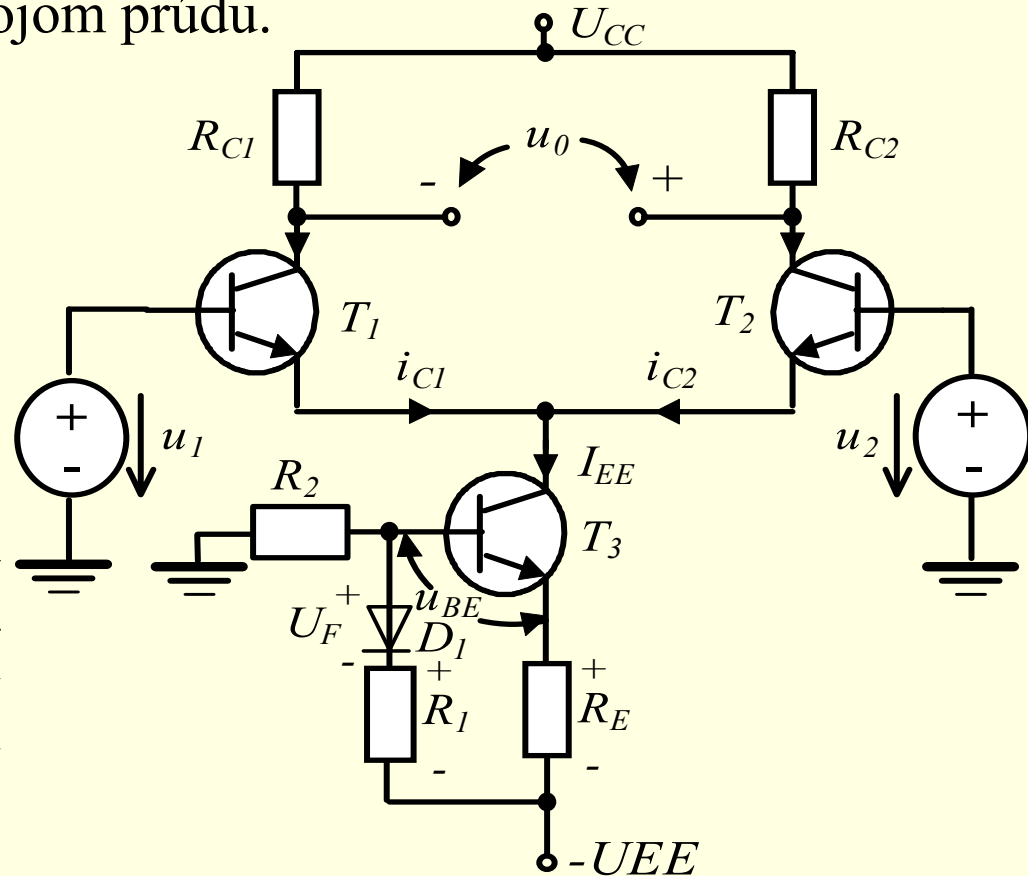 ojom prúdu.
U_CC
R_C1
u_0
R_C2
- +
T_1
T_2
i_C1 i_C2
+ -
u_1
u_2
+ -
I_EE
R_2
T_3
u_BE
U_F + -
D_1
+ R_1 -
+ R_E -
-UEE